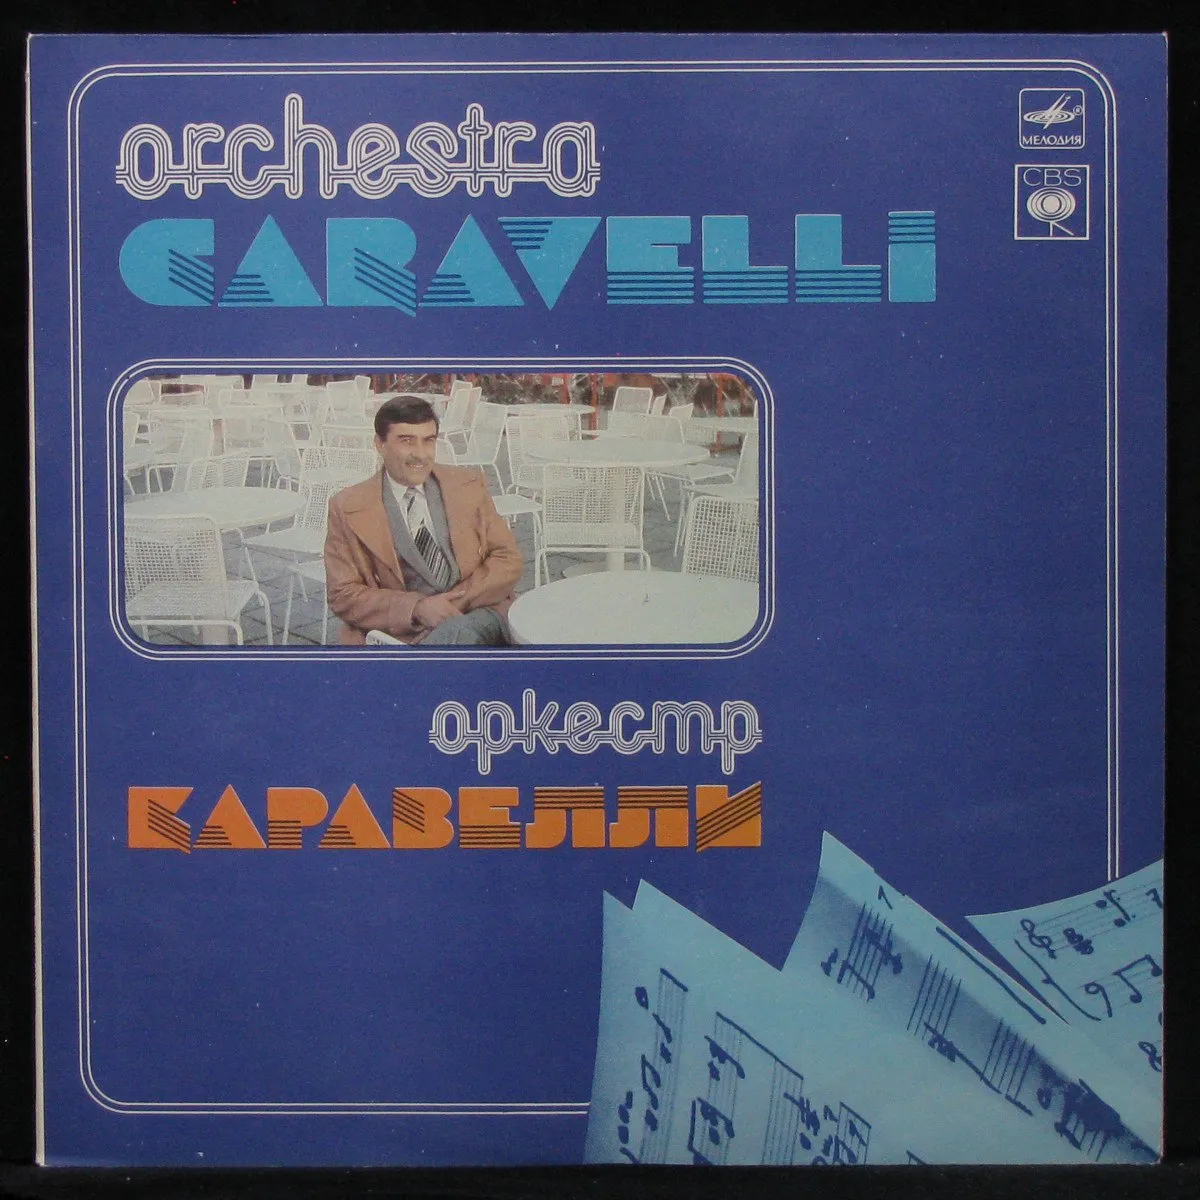 orchestra
МЕЛОДИЯ
CBS
CARAVELLI
оркестр
КАРАВЕЛЛИ